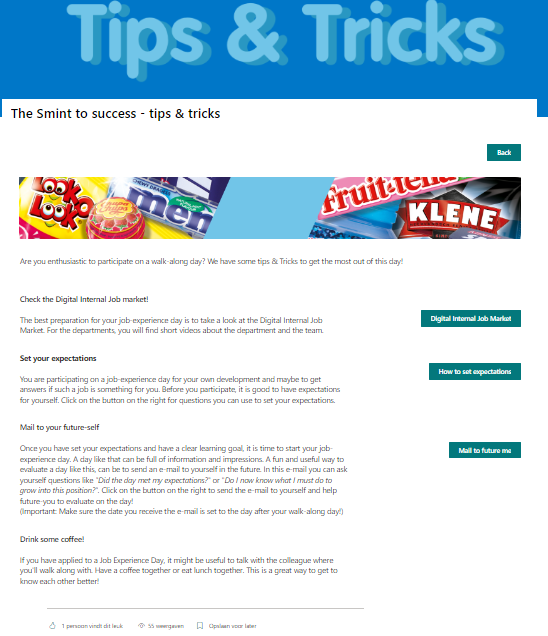 Tips & Tricks
The Smint to success - tips & tricks
Back
LOOK
LOOKO
men
Fruit-tella
KLENE
Are you enthusiastic to participate on a walk-along day? We have some tips & Tricks to get the most out of this day!
Check the Digital Internal Job market!
The best preparation for your job-experience day is to take a look at the Digital Internal Job
Market. For the departments, you will find short videos about the department and the team.
Digital Internal Job Market
Set your expectations
How to set expectations
You are participating on a job-experience day for your own development and maybe to get
answers if such a job is something for you. Before you participate, it is good to have expectations
for yourself. Click on the button on the right for questions you can use to set your expectations.
Mail to your future-self
Once you have set your expectations and have a clear learning goal, it is time to start your job-
experience day. A day like that can be full of information and impressions. A fun and useful way to
evaluate a day like this, can be to send an e-mail to yourself in the future. In this e-mail you can ask
yourself questions like "Did the day met my expectations?" or "Do I now know what I must do to
grow into this position?". Click on the button on the right to send the e-mail to yourself and help
future-you to evaluate on the day!
(Important: Make sure the date you receive the e-mail is set to the day after your walk-along day!)
Mail to future me
Drink some coffee!
If you have applied to a Job Experience Day, it might be useful to talk with the colleague where
you'll walk along with. Have a coffee together or eat lunch together. This is a great way to get to
know each other better!
1 persoon vindt dit leuk
55 weergaven
Opslaan voor later